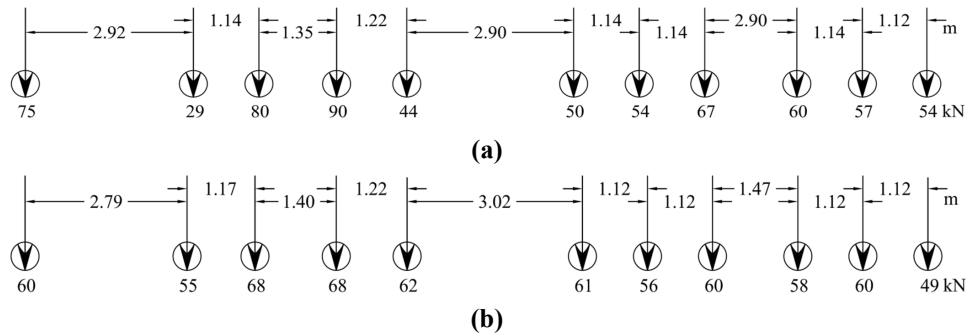 1.14 1.22 1.14 2.90 1.12 m
2.92 1.35 2.90 1.14 1.14
75 29 80 90 44 50 54 67 60 57 54 kN
(a)
1.17 1.22 1.12 1.47 1.12 m
2.79 1.40 3.02 1.12 1.12
60 55 68 68 62 61 56 60 58 60 49 kN
(b)